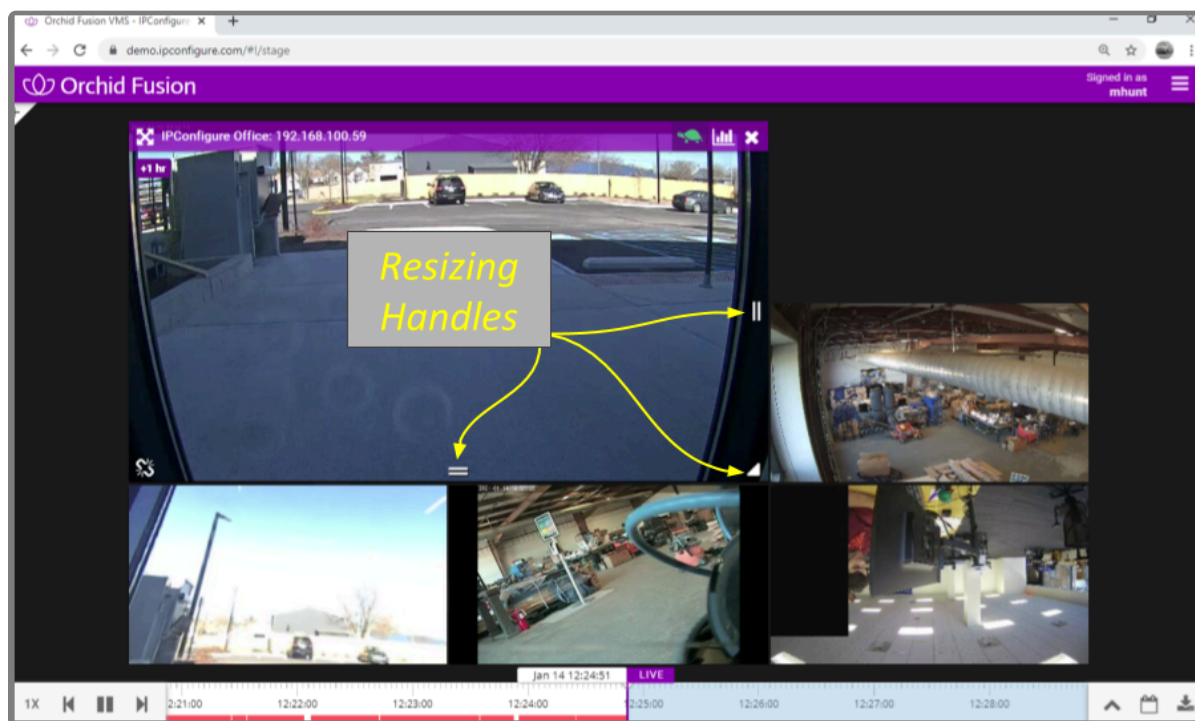 Orchid Fusion VMS - IPConfigure
demo.ipconfigure.com/#!/stage
Orchid Fusion
Signed in as
mhunt
IPConfigure Office: 192.168.100.59
+1 hr
Resizing
Handles
Jan 14 12:24:51
LIVE
1X
2:21:00
12:22:00
12:23:00
12:24:00
12:25:00
12:26:00
12:27:00
12:28:00